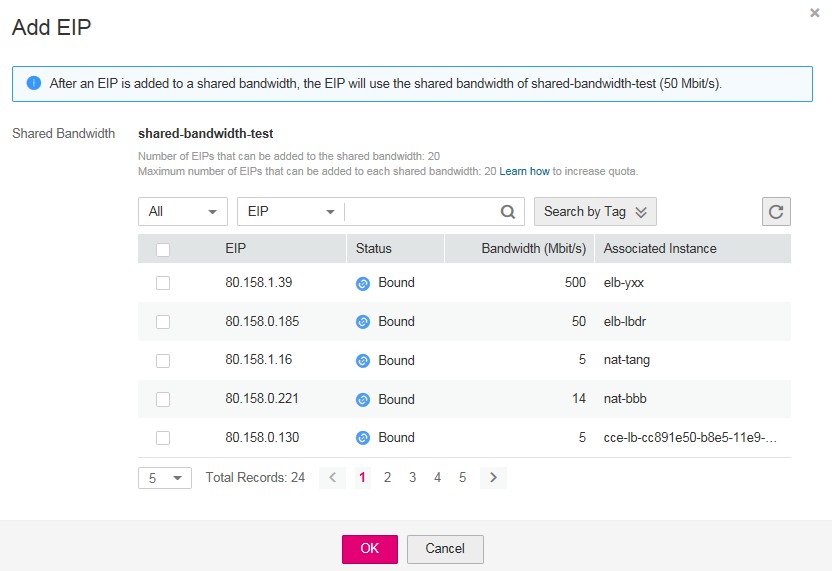 Add EIP
After an EIP is added to a shared bandwidth, the EIP will use the shared bandwidth of shared-bandwidth-test (50 Mbit/s).
Shared Bandwidth shared-bandwidth-test
Number of EIPs that can be added to the shared bandwidth: 20
Maximum number of EIPs that can be added to each shared bandwidth: 20 Learn how to increase quota.
All EIP Search by Tag
EIP Status Bandwidth (Mbit/s) Associated Instance
80.158.1.39 Bound 500 elb-yxx
80.158.0.185 Bound 50 elb-lbdr
80.158.1.16 Bound 5 nat-tang
80.158.0.221 Bound 14 nat-bbb
80.158.0.130 Bound 5 cce-lb-cc891e50-b8e5-11e9-...
5 Total Records: 24 < 1 2 3 4 5 >
OK Cancel